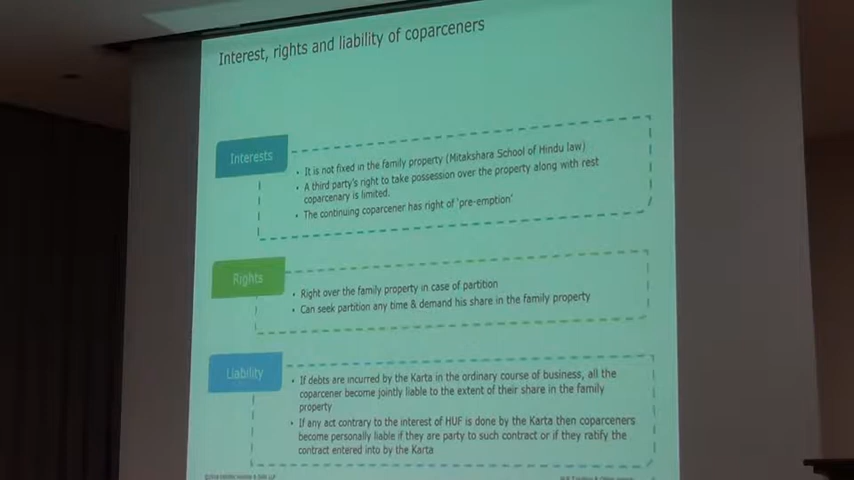 Interest, rights and liability of coparceners
Interests
• It is not fixed in the family property (Mitakshara School of Hindu law)
• A third party's right to take possession over the property along with rest
coparcenary is limited.
• The continuing coparcener has right of 'pre-emption'
Rights
• Right over the family property in case of partition
• Can seek partition any time & demand his share in the family property
Liability
• If debts are incurred by the Karta in the ordinary course of business, all the
coparcener become jointly liable to the extent of their share in the family
property
• If any act contrary to the interest of HUF is done by the Karta then coparceners
become personally liable if they are party to such contract or if they ratify the
contract entered into by the Karta